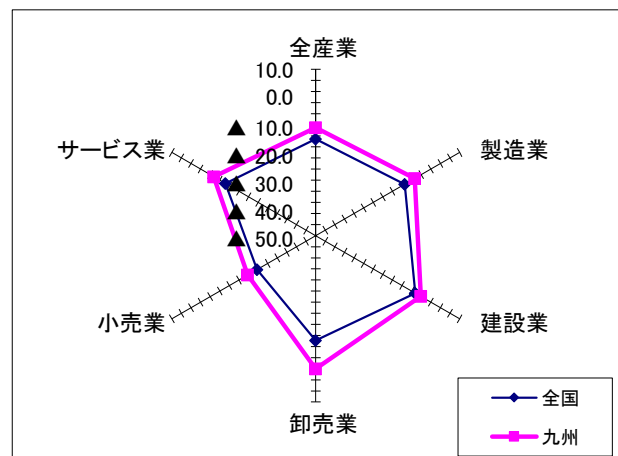 全産業
10.0
0.0
▲ 10.0
▲ 20.0
▲ 30.0
▲ 40.0
▲ 50.0
製造業
建設業
卸売業
小売業
サービス業
全国
九州